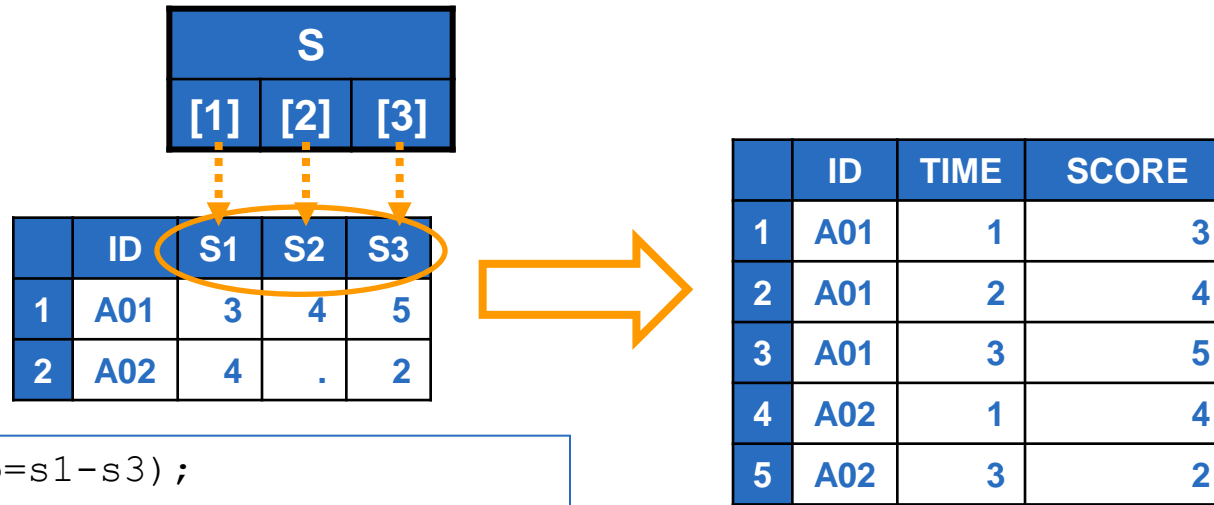 S
[1] [2] [3]
ID S1 S2 S3
1 A01 3 4 5
2 A02 4 . 2
ID TIME SCORE
1 A01 1 3
2 A01 2 4
3 A01 3 5
4 A02 1 4
5 A02 3 2
=s1-s3);